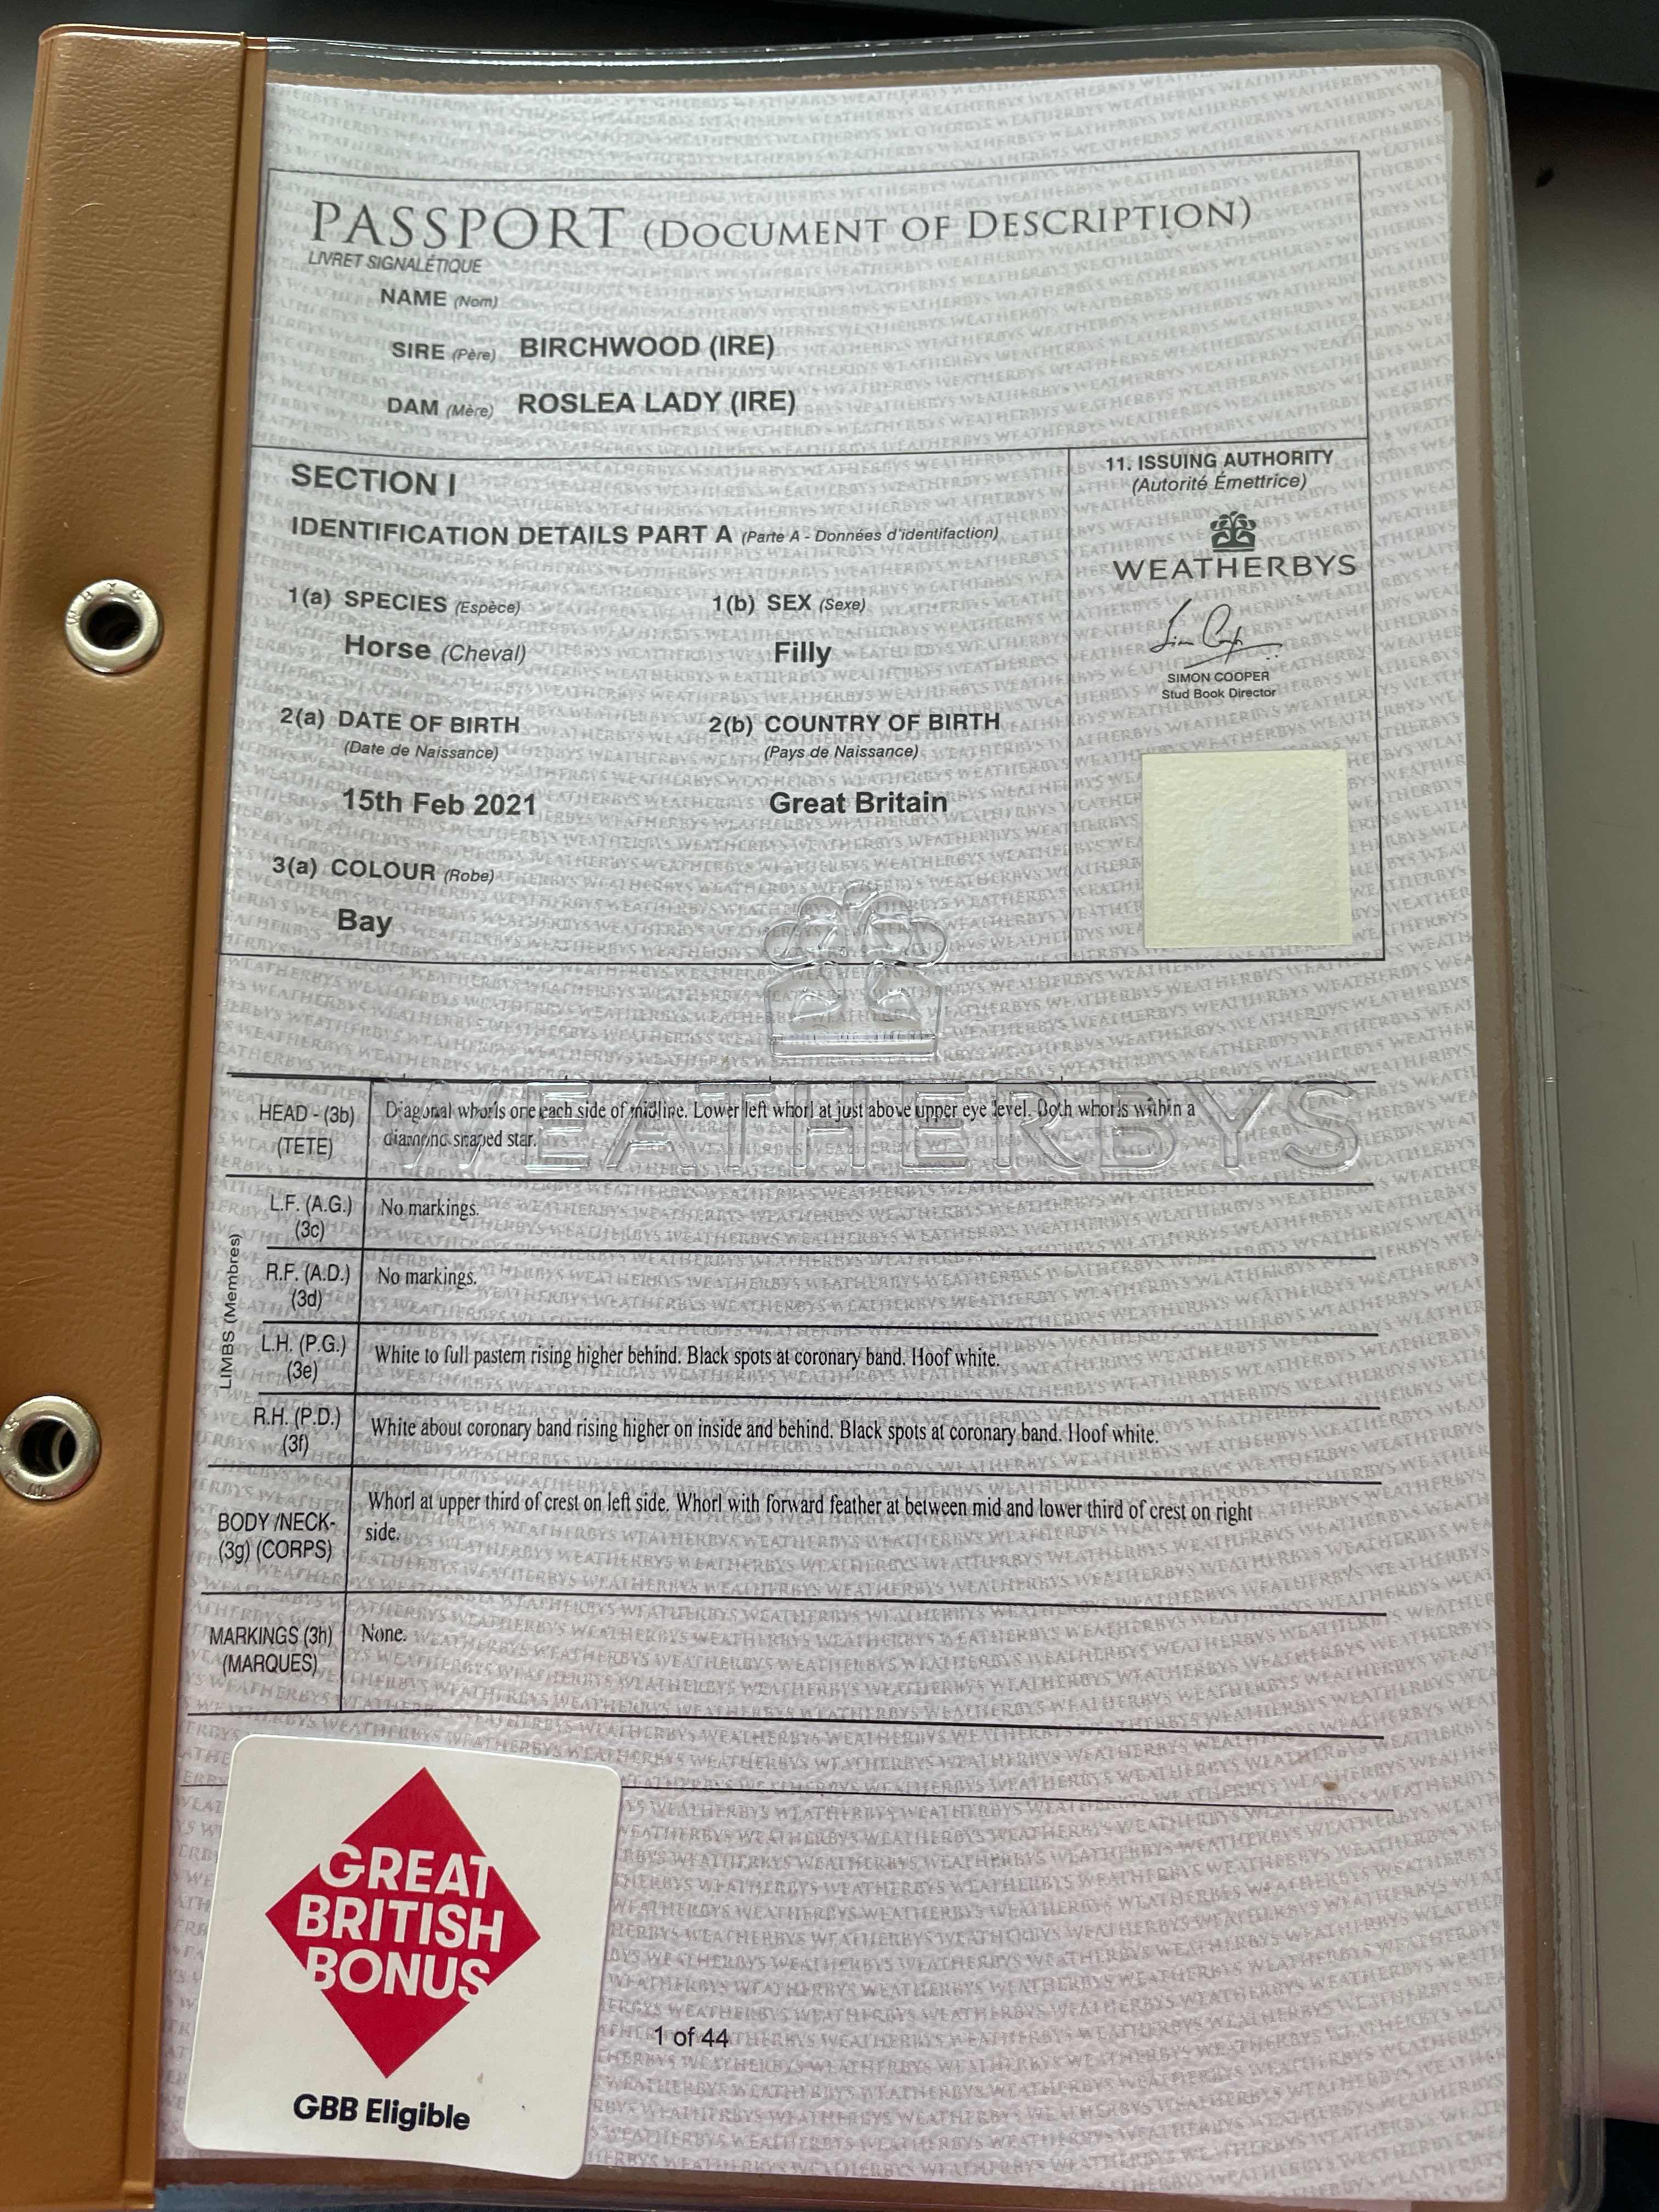 PASSPORT (DOCUMENT OF DESCRIPTION)
LIVRET SIGNALÉTIQUE
NAME (Nom)
SIRE (Père) BIRCHWOOD (IRE)
DAM (Mère) ROSLEA LADY (IRE)
SECTION I
IDENTIFICATION DETAILS PART A (Parte A - Données d'identifaction)
1(a) SPECIES (Espèce) 1(b) SEX (Sexe)
Horse (Cheval) Filly
2(a) DATE OF BIRTH 2(b) COUNTRY OF BIRTH
(Date de Naissance) (Pays de Naissance)
15th Feb 2021 Great Britain
3(a) COLOUR (Robe)
Bay
11. ISSUING AUTHORITY
(Autorité Émettrice)
WEATHERBYS
SIMON COOPER
Stud Book Director
WEATHERBYS
HEAD - (3b) Diagonal whorls one each side of midline. Lower left whorl at just above upper eye level. Both whorls within a
(TETE) diamond shaped star.
LIMBS (Membres)
L.F. (A.G.) No markings.
(3c)
R.F. (A.D.) No markings.
(3d)
L.H. (P.G.) White to full pastern rising higher behind. Black spots at coronary band. Hoof white.
(3e)
R.H. (P.D.) White about coronary band rising higher on inside and behind. Black spots at coronary band. Hoof white.
(3f)
Whorl at upper third of crest on left side. Whorl with forward feather at between mid and lower third of crest on right
BODY /NECK- side.
(3g) (CORPS)
MARKINGS (3h) None.
(MARQUES)
GREAT
BRITISH
BONUS
GBB Eligible
1 of 44